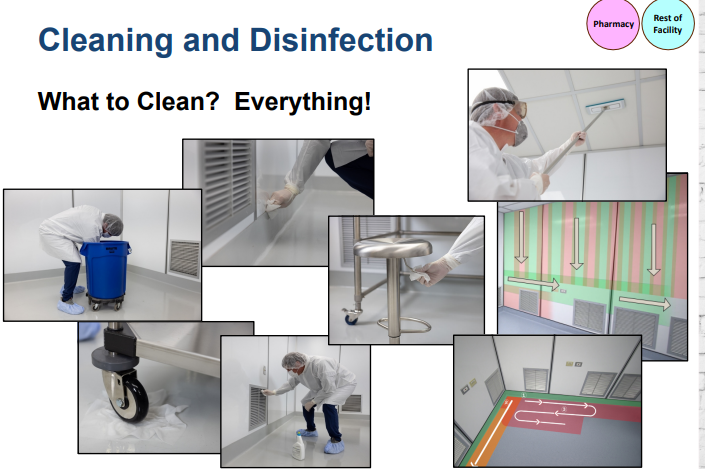 Cleaning and Disinfection
Pharmacy
Rest of
Facility
What to Clean?  Everything!